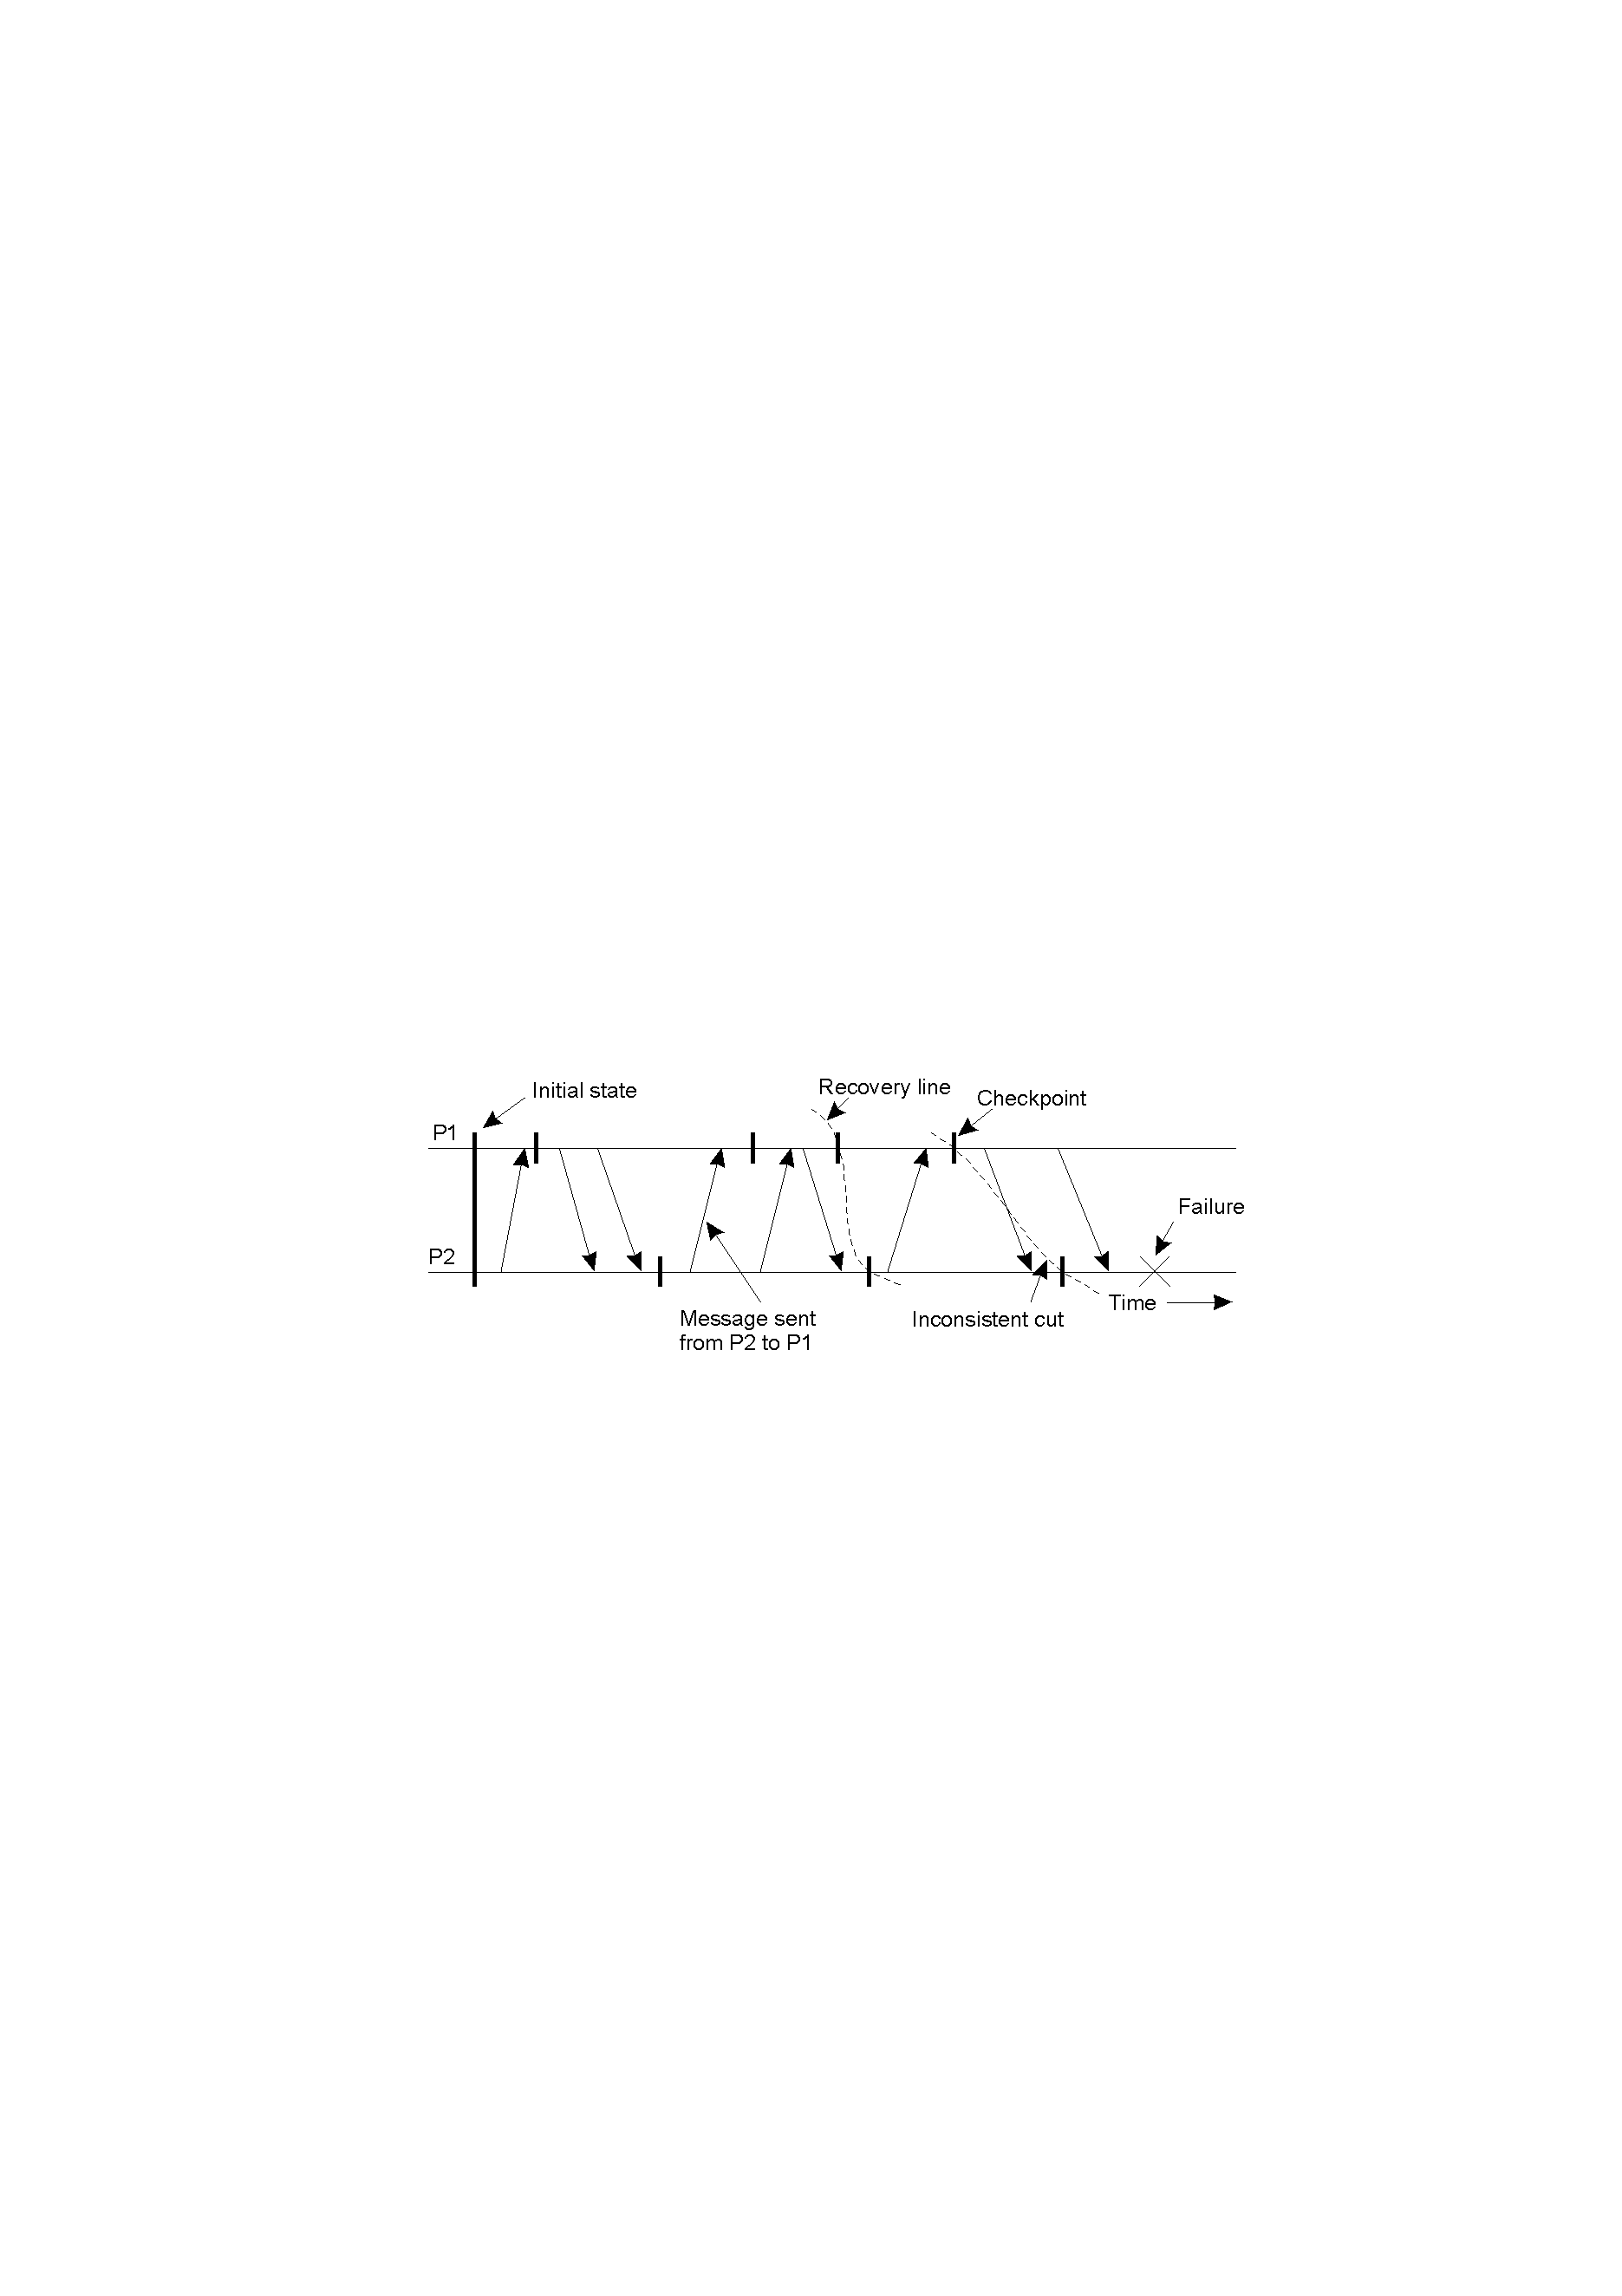 Initial state
Recovery line
Checkpoint
P1
Failure
P2
Time
Message sent
from P2 to P1
Inconsistent cut